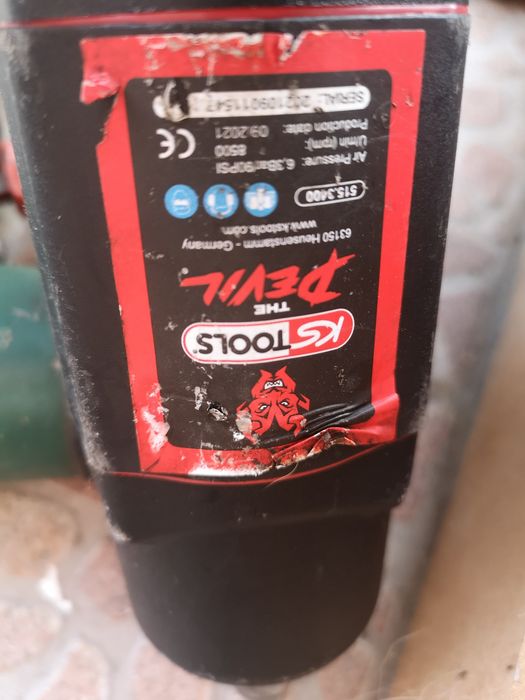 KS TOOLS
THE
DEVIL
63150 Heusenstamm - Germany
www.kstools.com
515.3400
Air Pressure: 6,3Bar/90PSI
U/min (rpm): 8500
Production date: 09.2021
CE
SERIAL: